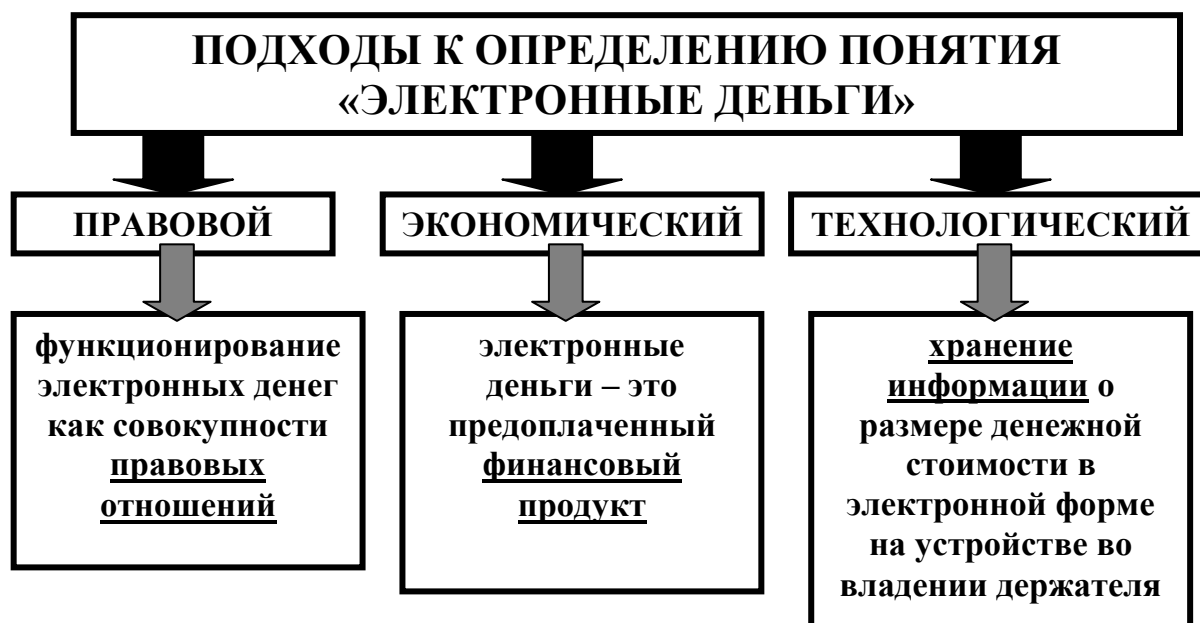 ПОДХОДЫ К ОПРЕДЕЛЕНИЮ ПОНЯТИЯ
«ЭЛЕКТРОННЫЕ ДЕНЬГИ»
ПРАВОВОЙ
ЭКОНОМИЧЕСКИЙ
ТЕХНОЛОГИЧЕСКИЙ
функционирование
электронных денег
как совокупности
правовых
отношений
электронные
деньги – это
предоплаченный
финансовый
продукт
хранение
информации о
размере денежной
стоимости в
электронной форме
на устройстве во
владении держателя